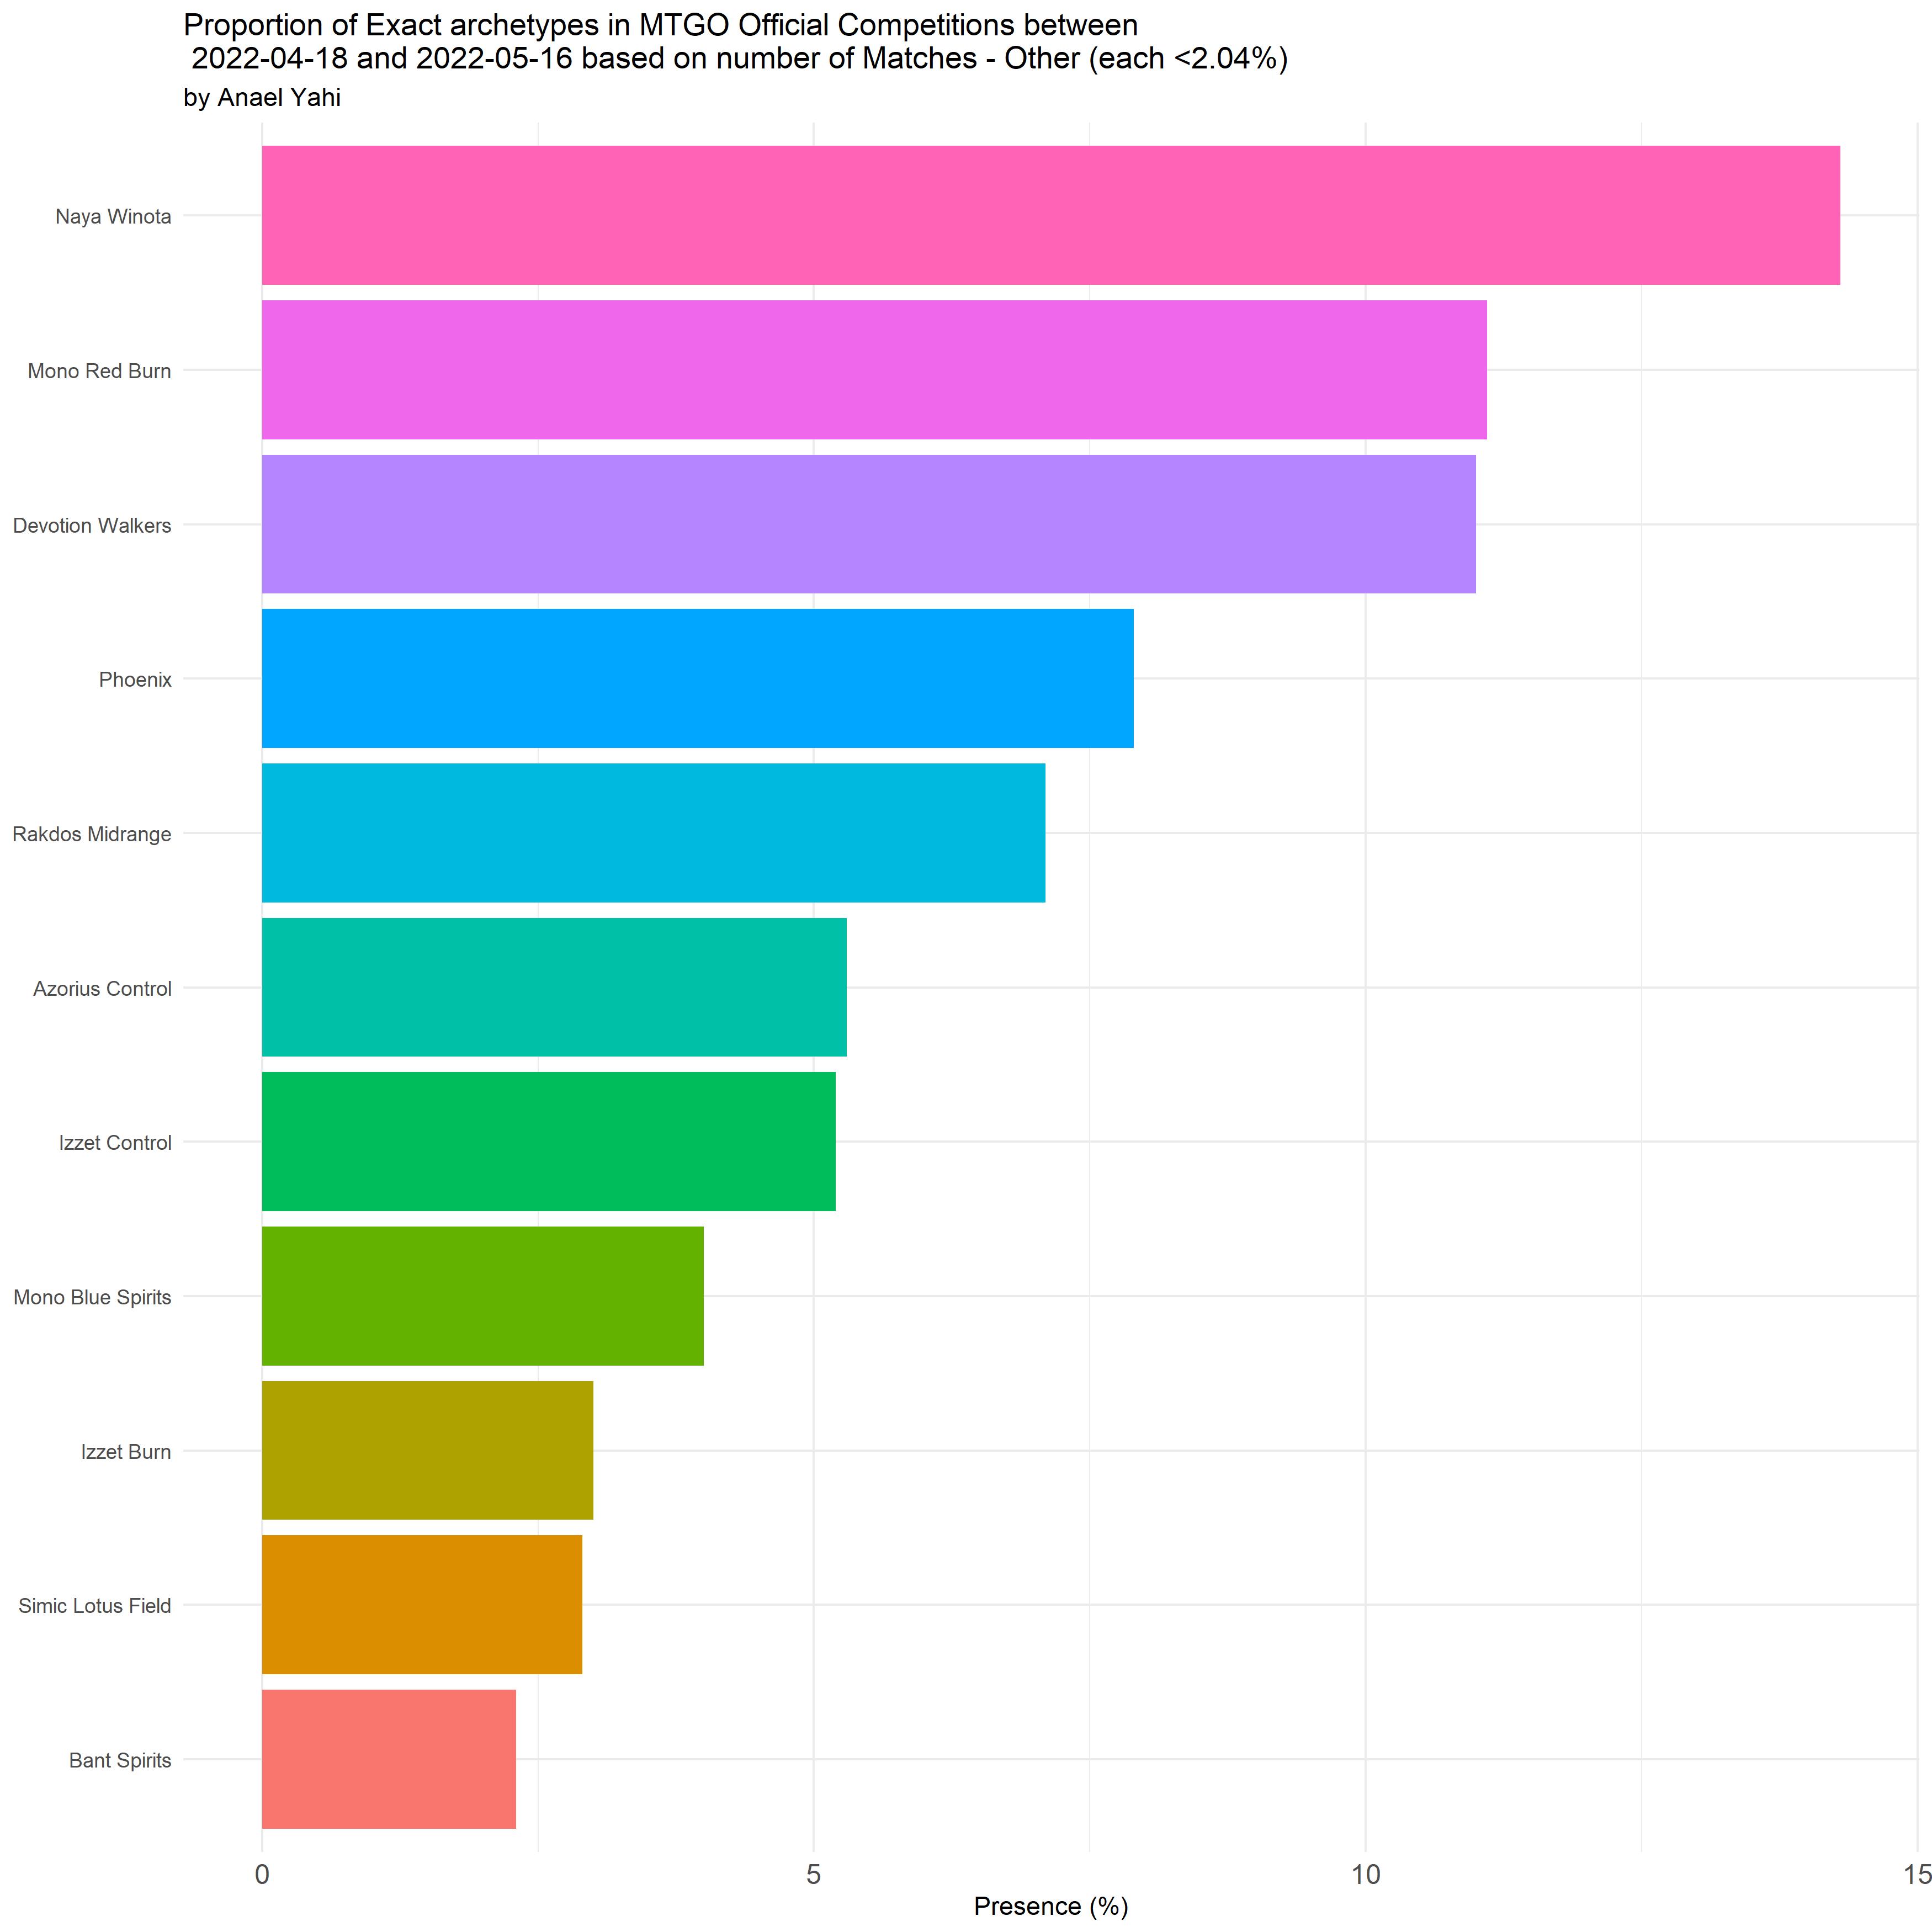 Proportion of Exact archetypes in MTGO Official Competitions between
2022-04-18 and 2022-05-16 based on number of Matches - Other (each <2.04%)
by Anael Yahi
Naya Winota
Mono Red Burn
Devotion Walkers
Phoenix
Rakdos Midrange
Azorius Control
Izzet Control
Mono Blue Spirits
Izzet Burn
Simic Lotus Field
Bant Spirits
0 5 10 15
Presence (%)